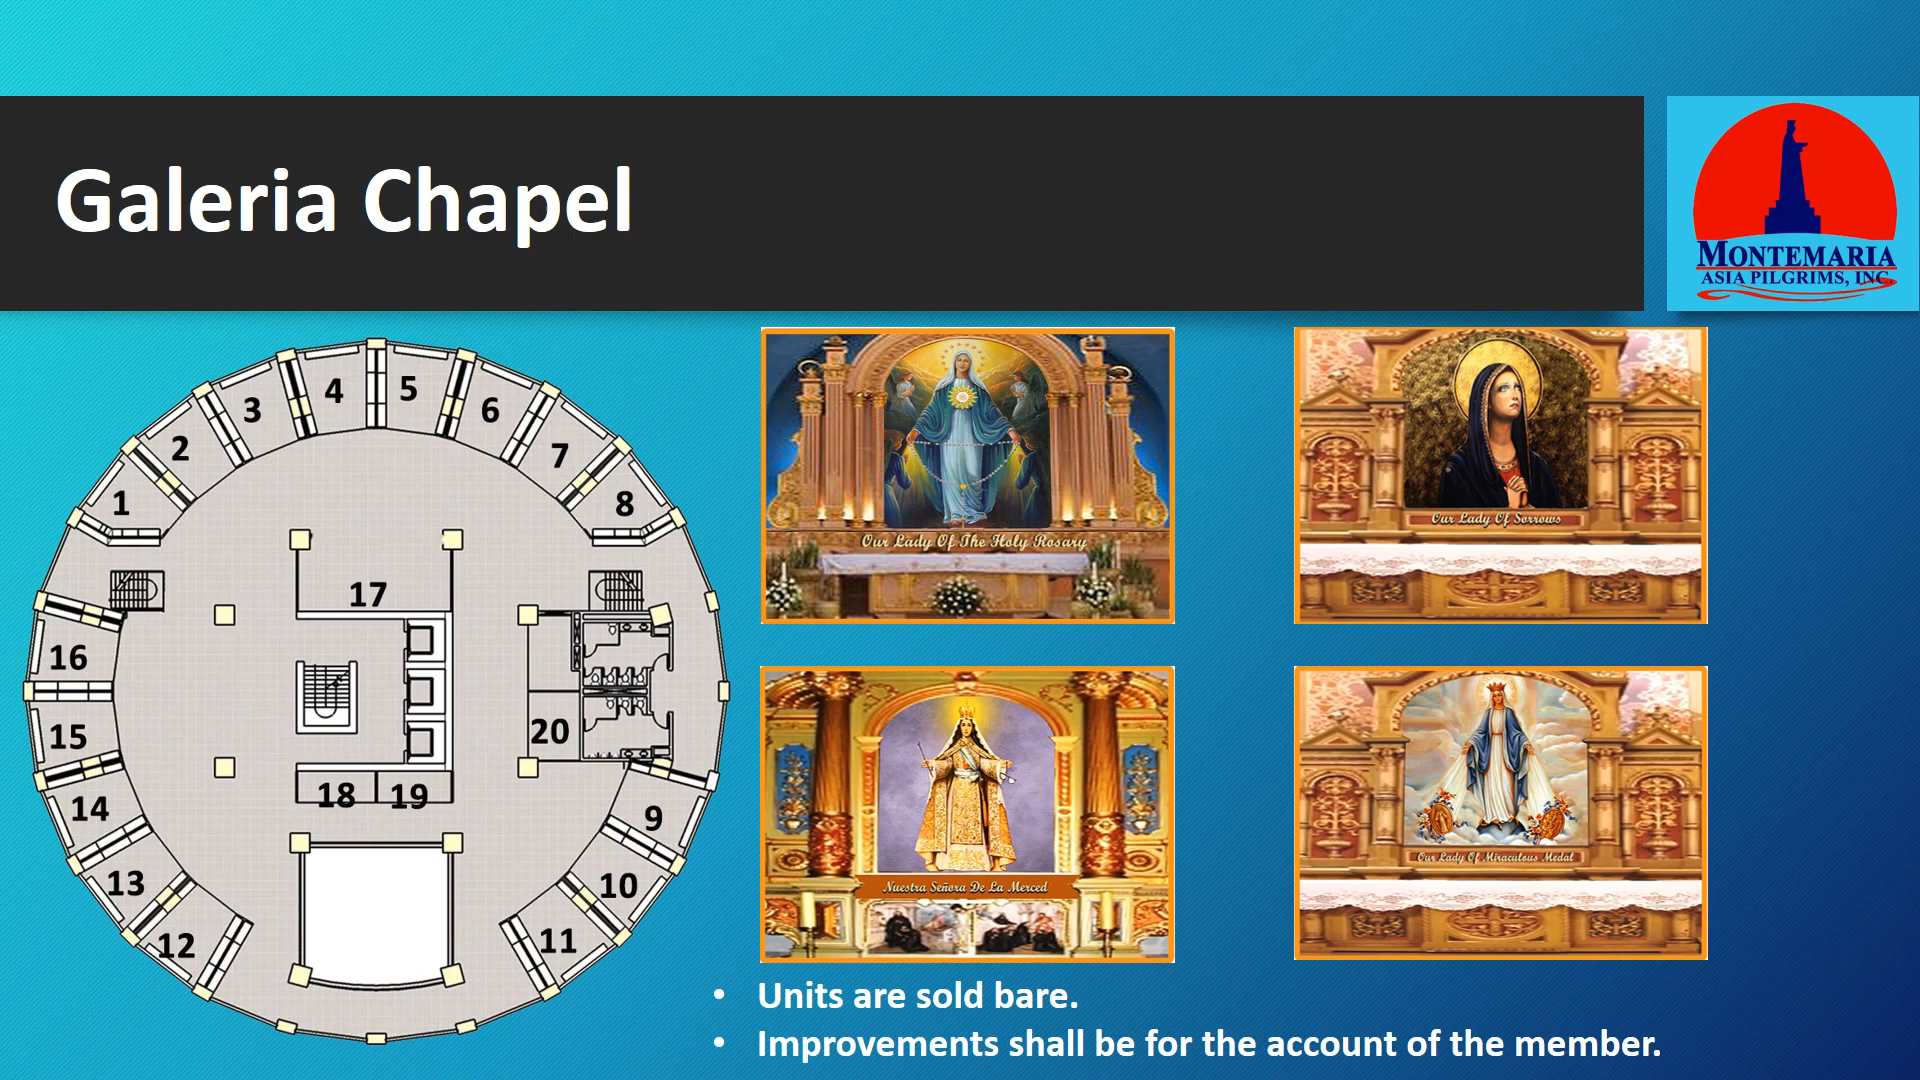 Galeria Chapel
MONTEMARIA
ASIA PILGRIMS, INC.
4
5
3
6
2
7
1
8
17
16
20
15
18
19
14
9
13
10
12
11
Our Lady Of The Holy Rosary
Our Lady Of Sorrows
Nuestra Señora De La Merced
Our Lady Of Miraculous Medal
• Units are sold bare.
• Improvements shall be for the account of the member.